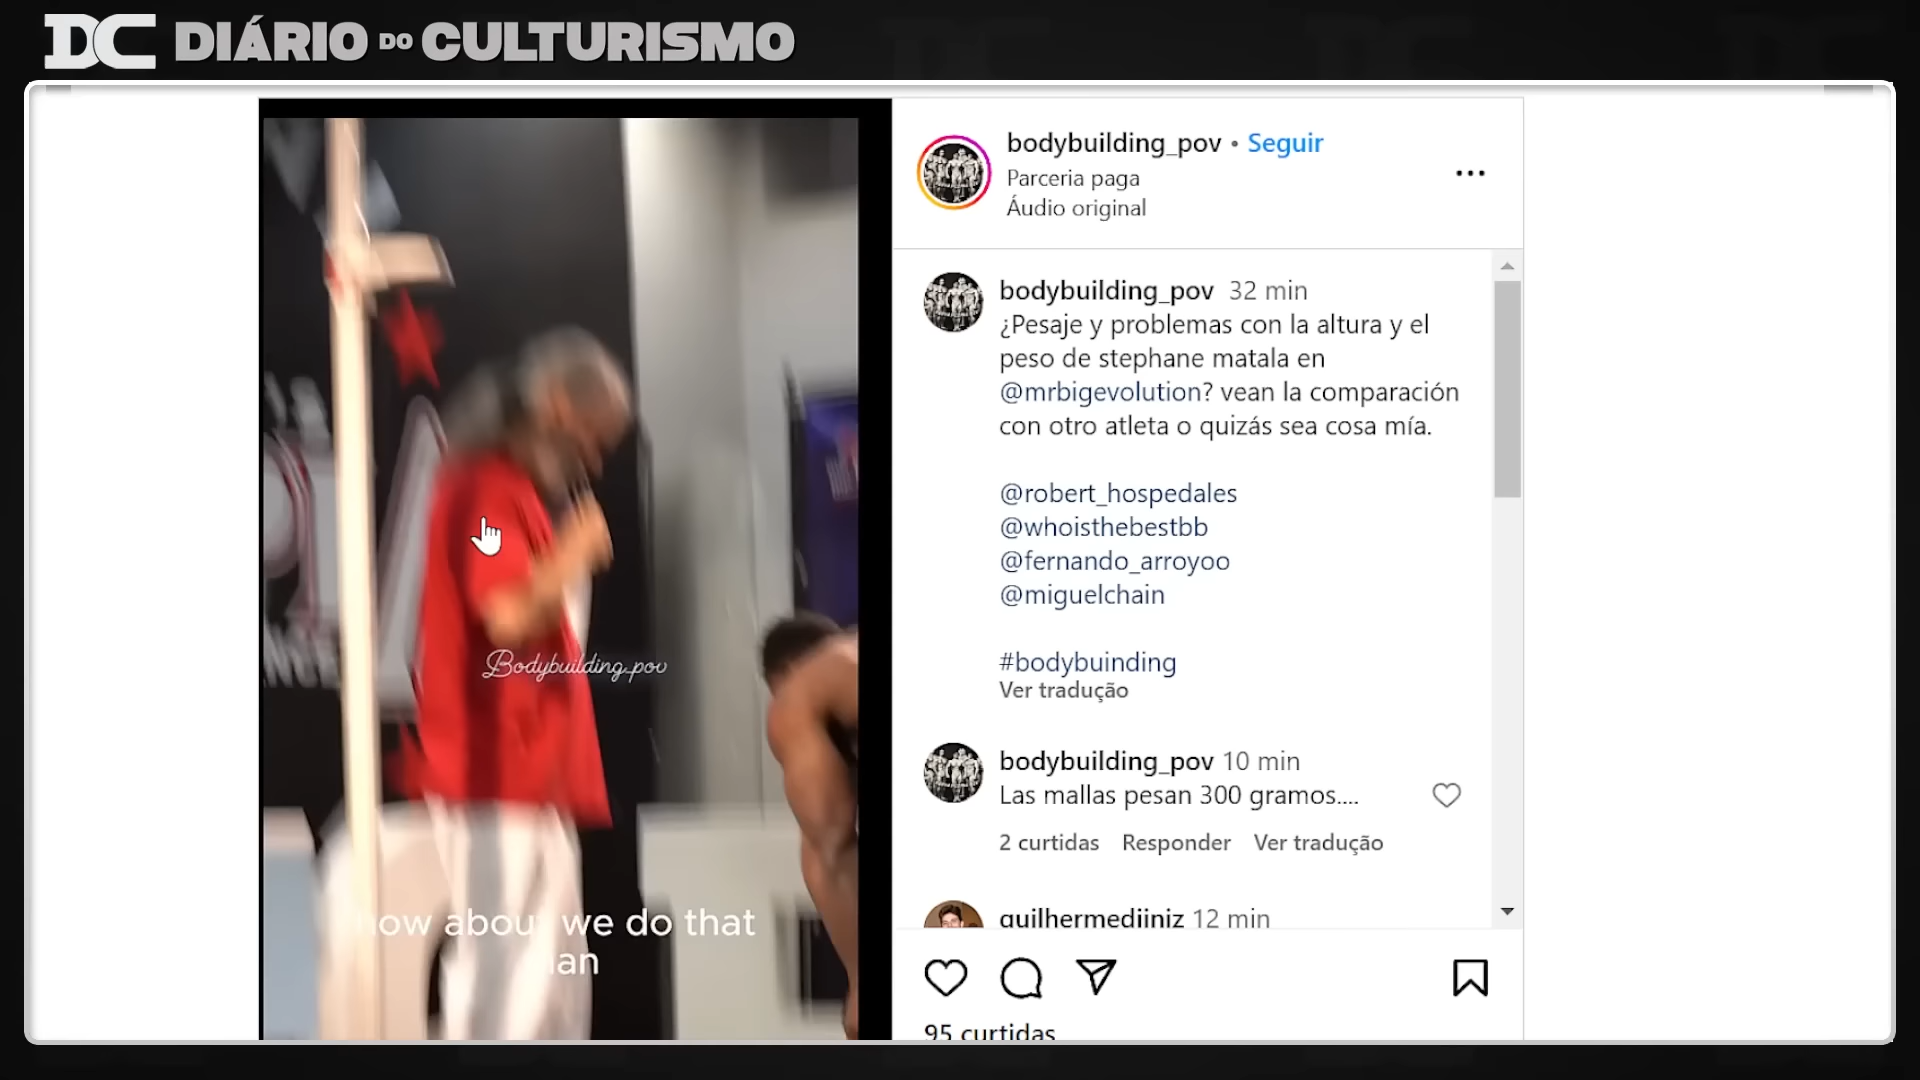 DC DIÁRIO DO CULTURISMO
bodybuilding_pov • Seguir
Parceria paga
Áudio original
bodybuilding_pov 32 min
¿Pesaje y problemas con la altura y el
peso de stephane matala en
@mrbigevolution? vean la comparación
con otro atleta o quizás sea cosa mía.
@robert_hospedales
@whoisthebestbb
@fernando_arroyoo
@miguelchain
#bodybuinding
Ver tradução
bodybuilding_pov 10 min
Las mallas pesan 300 gramos....
2 curtidas Responder Ver tradução
guilhermediiniz 12 min
95 curtidas
Bodybuilding_pov
how about we do that